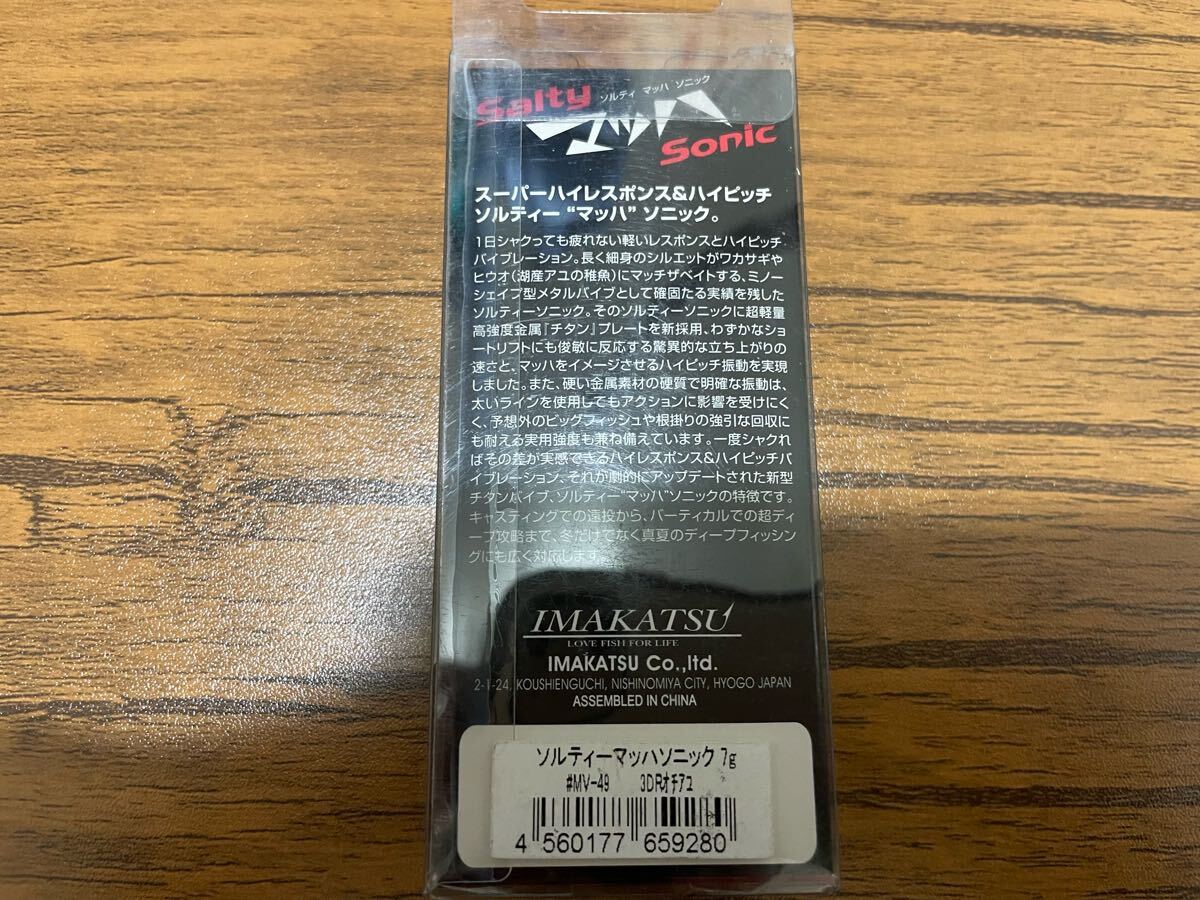 Salty ソルティ マッハ ソニック
マッハ
Sonic
スーパーハイレスポンス&ハイピッチ
ソルティー “マッハ” ソニック。
1日シャクっても疲れない軽いレスポンスとハイピッチ
バイブレーション。長く細身のシルエットがワカサギや
ヒウオ(湖産アユの稚魚)にマッチザベイトする、ミノー
シェイプ型メタルバイブとして確固たる実績を残した
ソルティーソニック。そのソルティーソニックに超軽量
高強度金属『チタン』プレートを新採用、わずかなショ
ートリフトにも俊敏に反応する驚異的な立ち上がりの
速さと、マッハをイメージさせるハイピッチ振動を実現
しました。また、硬い金属素材の硬質で明確な振動は、
太いラインを使用してもアクションに影響を受けにく
く、予想外のビッグフィッシュや根掛りの強引な回収に
も耐える実用強度も兼ね備えています。一度シャクれ
ばその差が実感できるハイレスポンス&ハイピッチバ
イブレーション、それが劇的にアップデートされた新型
チタンバイブ、ソルティー“マッハ”ソニックの特徴です。
キャスティングでの遠投から、バーティカルでの超ディ
ープ攻略まで、冬だけでなく真夏のディープフィッシン
グにも広く対応します。
IMAKATSU
LOVE FISH FOR LIFE
IMAKATSU Co.,ltd.
2-1-24, KOUSHIENGUCHI, NISHINOMIYA CITY, HYOGO JAPAN
ASSEMBLED IN CHINA
ソルティーマッハソニック 7g
#MV-49 3DRオチアユ
4 560177 659280